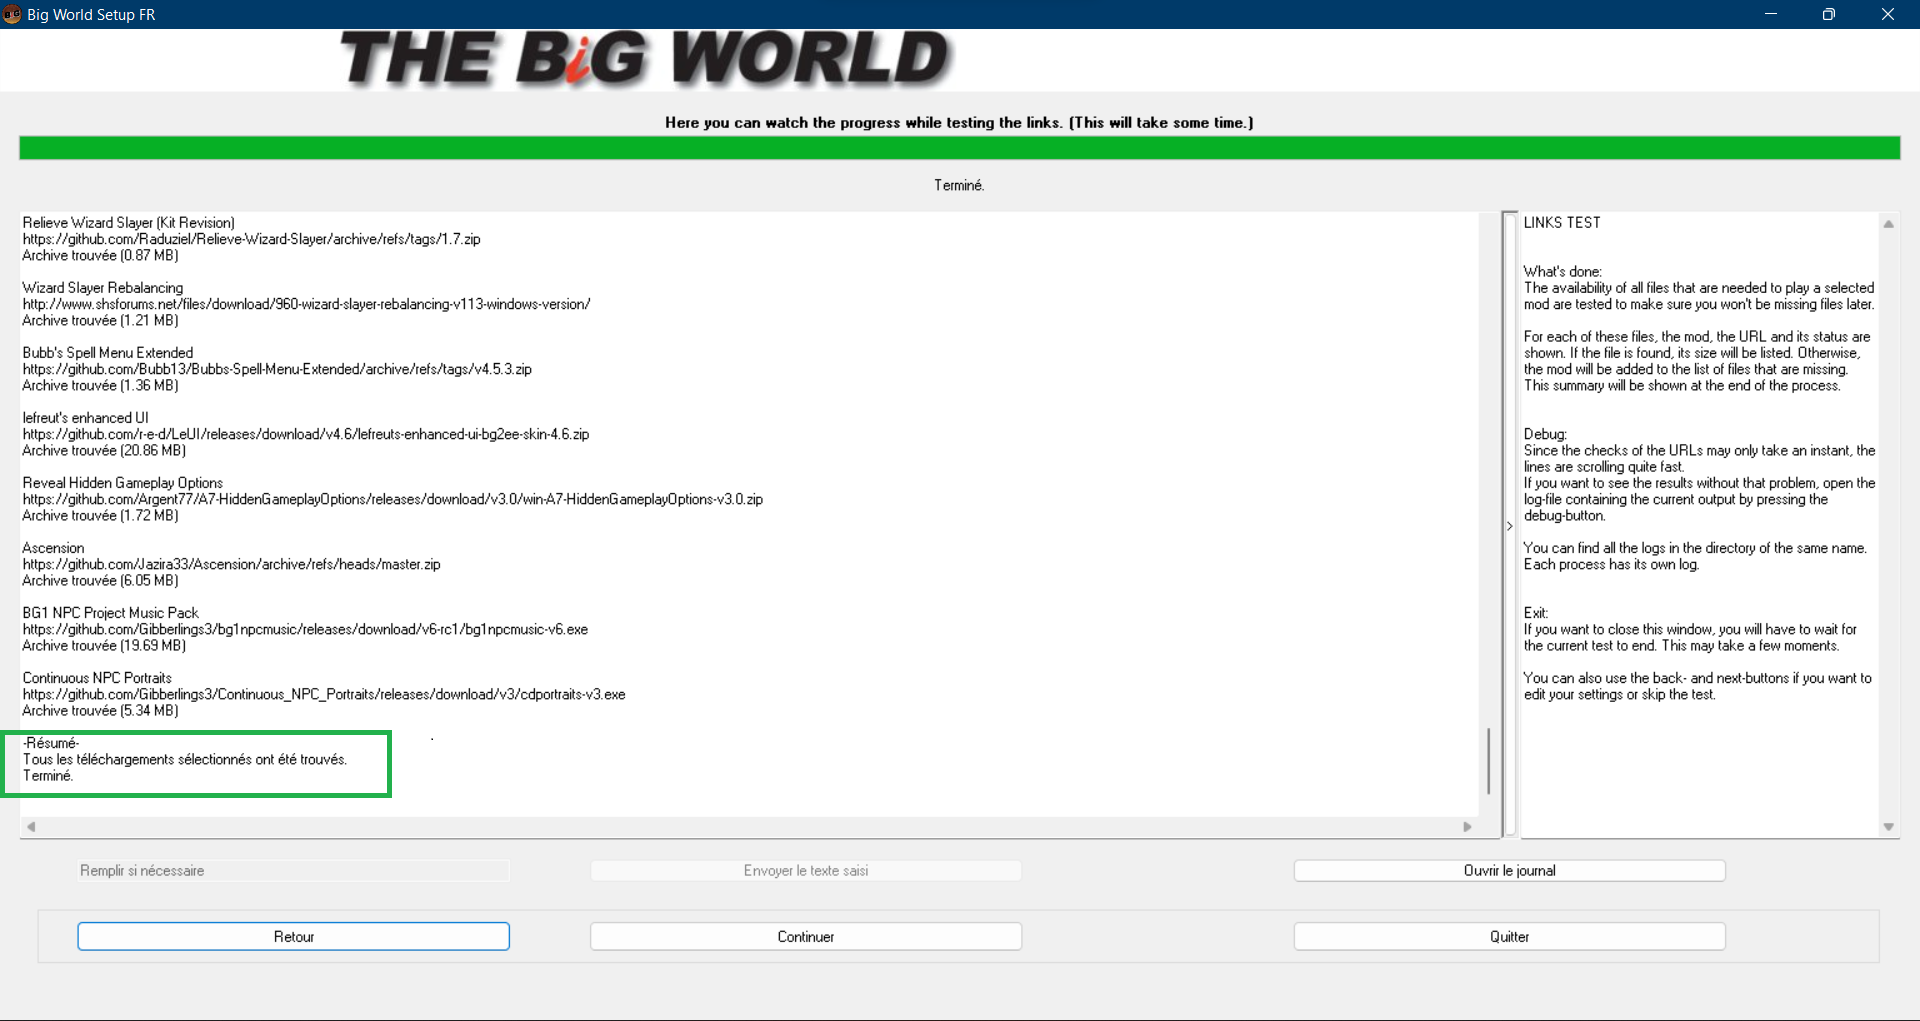 Big World Setup FR
THE BiG WORLD
Here you can watch the progress while testing the links. (This will take some time.)
Terminé.
Relieve Wizard Slayer (Kit Revision)
https://github.com/Raduziel/Relieve-Wizard-Slayer/archive/refs/tags/1.7.zip
Archive trouvée (0.87 MB)
Wizard Slayer Rebalancing
http://www.shsforums.net/files/download/960-wizard-slayer-rebalancing-v113-windows-version/
Archive trouvée (1.21 MB)
Bubb's Spell Menu Extended
https://github.com/Bubb13/Bubbs-Spell-Menu-Extended/archive/refs/tags/v4.5.3.zip
Archive trouvée (1.36 MB)
lefreut's enhanced UI
https://github.com/r-e-d/LeUI/releases/download/v4.6/lefreuts-enhanced-ui-bg2ee-skin-4.6.zip
Archive trouvée (20.86 MB)
Reveal Hidden Gameplay Options
https://github.com/Argent77/A7-HiddenGameplayOptions/releases/download/v3.0/win-A7-HiddenGameplayOptions-v3.0.zip
Archive trouvée (1.72 MB)
Ascension
https://github.com/Jazira33/Ascension/archive/refs/heads/master.zip
Archive trouvée (6.05 MB)
BG1 NPC Project Music Pack
https://github.com/Gibberlings3/bg1npcmusic/releases/download/v6-rc1/bg1npcmusic-v6.exe
Archive trouvée (19.69 MB)
Continuous NPC Portraits
https://github.com/Gibberlings3/Continuous_NPC_Portraits/releases/download/v3/cdportraits-v3.exe
Archive trouvée (5.34 MB)
-Résumé-
Tous les téléchargements sélectionnés ont été trouvés.
Terminé.
LINKS TEST
What's done:
The availability of all files that are needed to play a selected
mod are tested to make sure you won't be missing files later.
For each of these files, the mod, the URL and its status are
shown. If the file is found, its size will be listed. Otherwise,
the mod will be added to the list of files that are missing.
This summary will be shown at the end of the process.
Debug:
Since the checks of the URLs may only take an instant, the
lines are scrolling quite fast.
If you want to see the results without that problem, open the
log-file containing the current output by pressing the
debug-button.
You can find all the logs in the directory of the same name.
Each process has its own log.
Exit:
If you want to close this window, you will have to wait for
the current test to end. This may take a few moments.
You can also use the back- and next-buttons if you want to
edit your settings or skip the test.
Remplir si nécessaire
Envoyer le texte saisi
Ouvrir le journal
Retour
Continuer
Quitter